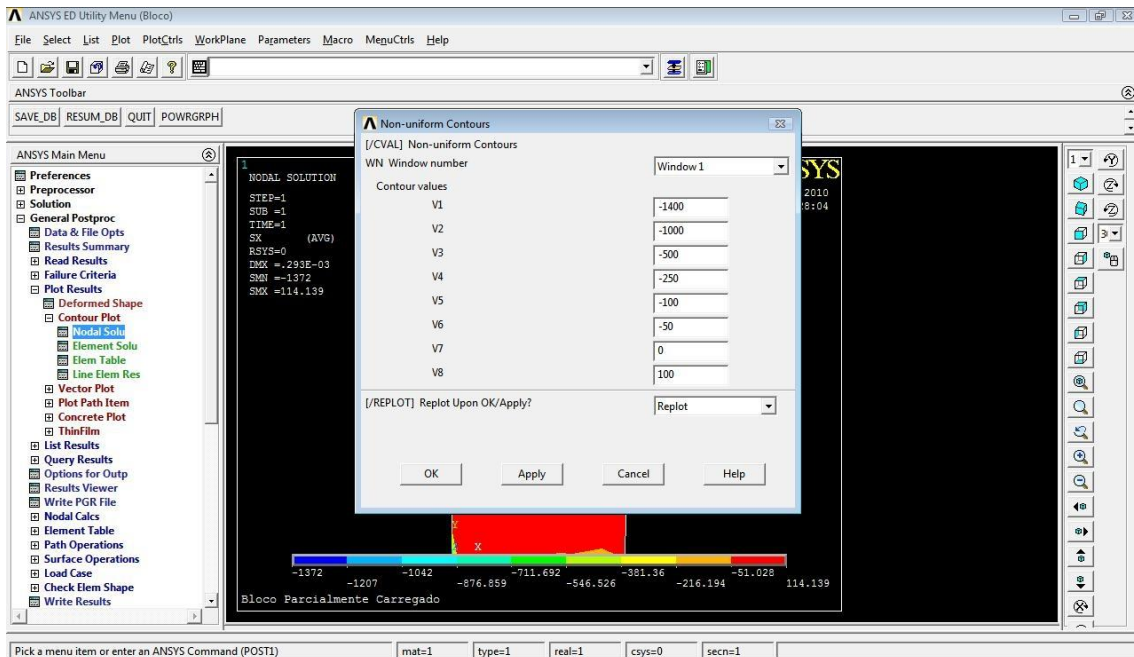 ANSYS ED Utility Menu (Bloco)
File Select List Plot PlotCtrls WorkPlane Parameters Macro MenuCtrls Help
ANSYS Toolbar
SAVE_DB RESUM_DB QUIT POWRGRPH
ANSYS Main Menu
Preferences
Preprocessor
Solution
General Postproc
Data & File Opts
Results Summary
Read Results
Failure Criteria
Plot Results
Deformed Shape
Contour Plot
Nodal Solu
Element Solu
Elem Table
Line Elem Res
Vector Plot
Plot Path Item
Concrete Plot
ThinFilm
List Results
Query Results
Options for Outp
Results Viewer
Write PGR File
Nodal Calcs
Element Table
Path Operations
Surface Operations
Load Case
Check Elem Shape
Write Results
1
NODAL SOLUTION
STEP=1
SUB =1
TIME=1
SX (AVG)
RSYS=0
DMX =.293E-03
SMN =-1372
SMX =114.139
YS
2010
8:04
Non-uniform Contours
[/CVAL] Non-uniform Contours
WN Window number Window 1
Contour values
V1 -1400
V2 -1000
V3 -500
V4 -250
V5 -100
V6 -50
V7 0
V8 100
[/REPLOT] Replot Upon OK/Apply? Replot
OK Apply Cancel Help
Y
X
-1372 -1042 -711.692 -381.36 -51.028
-1207 -876.859 -546.526 -216.194 114.139
Bloco Parcialmente Carregado
1
Pick a menu item or enter an ANSYS Command (POST1) mat=1 type=1 real=1 csys=0 secn=1